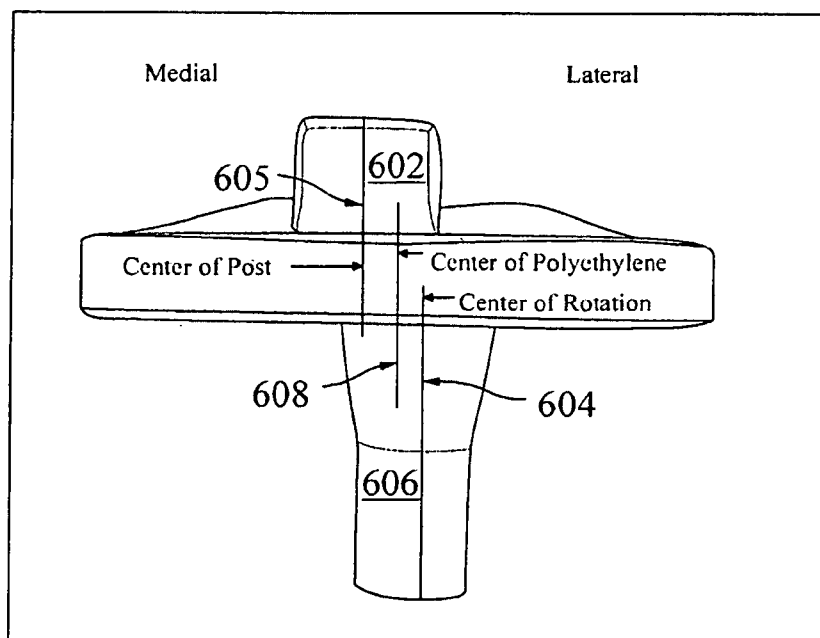 Medial Lateral
605 602
Center of Post Center of Polyethylene
Center of Rotation
608 604
606